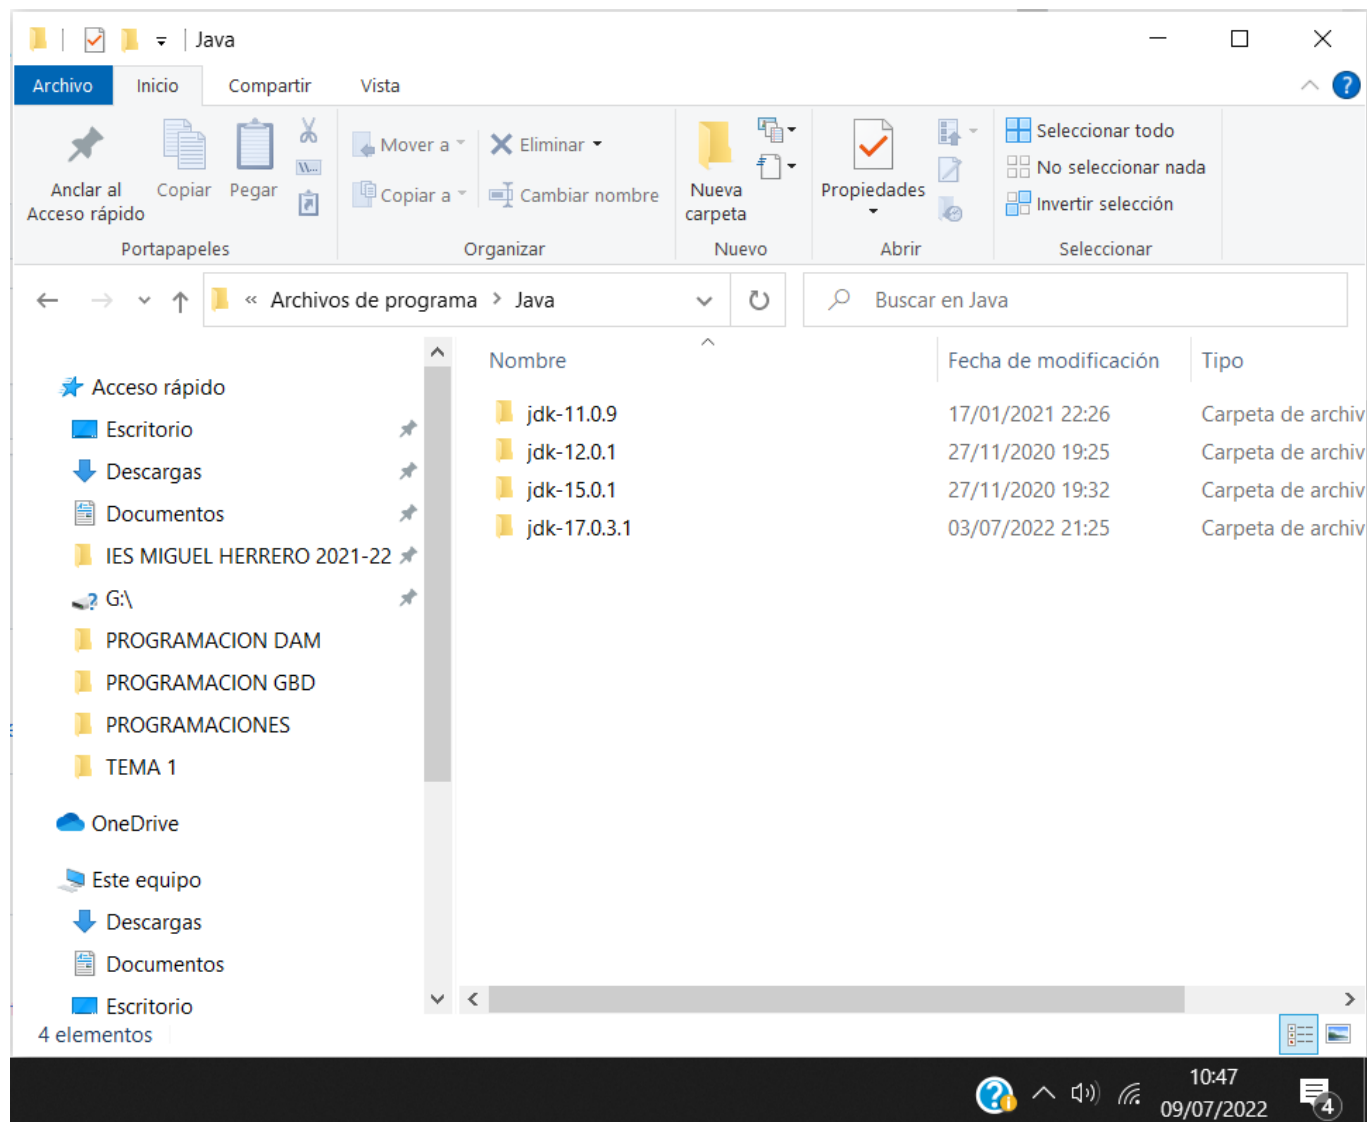 Java
Archivo Inicio Compartir Vista
Anclar al Acceso rápido Copiar Pegar Mover a Copiar a Eliminar Cambiar nombre Nueva carpeta Propiedades Seleccionar todo No seleccionar nada Invertir selección
Portapapeles Organizar Nuevo Abrir Seleccionar
« Archivos de programa > Java Buscar en Java
Nombre Fecha de modificación Tipo
Acceso rápido
Escritorio
Descargas
Documentos
IES MIGUEL HERRERO 2021-22
G:\
PROGRAMACION DAM
PROGRAMACION GBD
PROGRAMACIONES
TEMA 1
OneDrive
Este equipo
Descargas
Documentos
Escritorio
jdk-11.0.9 17/01/2021 22:26 Carpeta de archiv
jdk-12.0.1 27/11/2020 19:25 Carpeta de archiv
jdk-15.0.1 27/11/2020 19:32 Carpeta de archiv
jdk-17.0.3.1 03/07/2022 21:25 Carpeta de archiv
4 elementos
10:47
09/07/2022
4